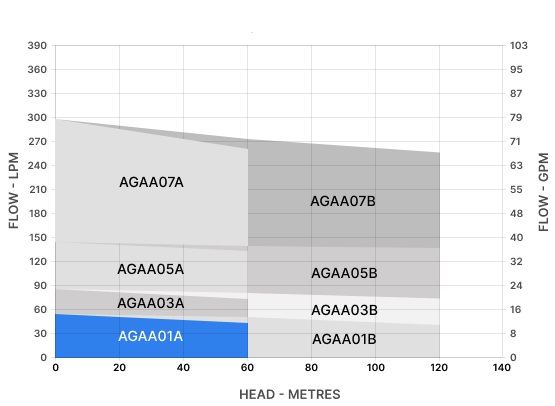 390 103
360 95
330 87
300 79
270 71
240 63
210 55
180 48
150 40
120 32
90 24
60 16
30 8
0 0
FLOW - LPM
FLOW - GPM
AGAA07A
AGAA07B
AGAA05A
AGAA05B
AGAA03A
AGAA03B
AGAA01A
AGAA01B
0 20 40 60 80 100 120 140
HEAD - METRES